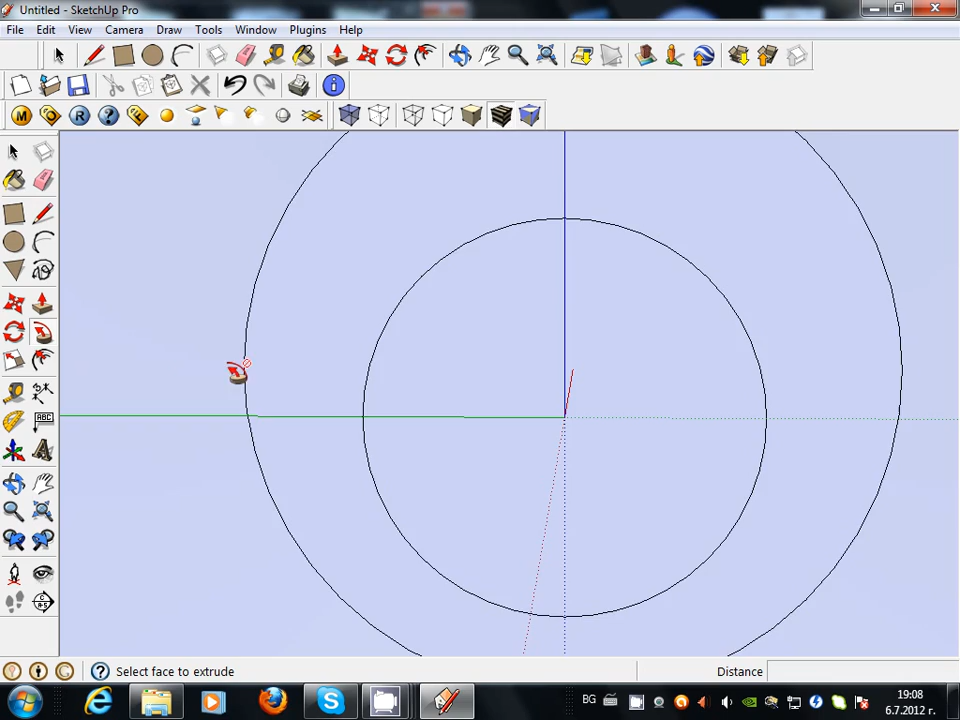 Untitled - SketchUp Pro
File Edit View Camera Draw Tools Window Plugins Help
M R ?
ABC
Select face to extrude
Distance
BG
19:08
6.7.2012 г.